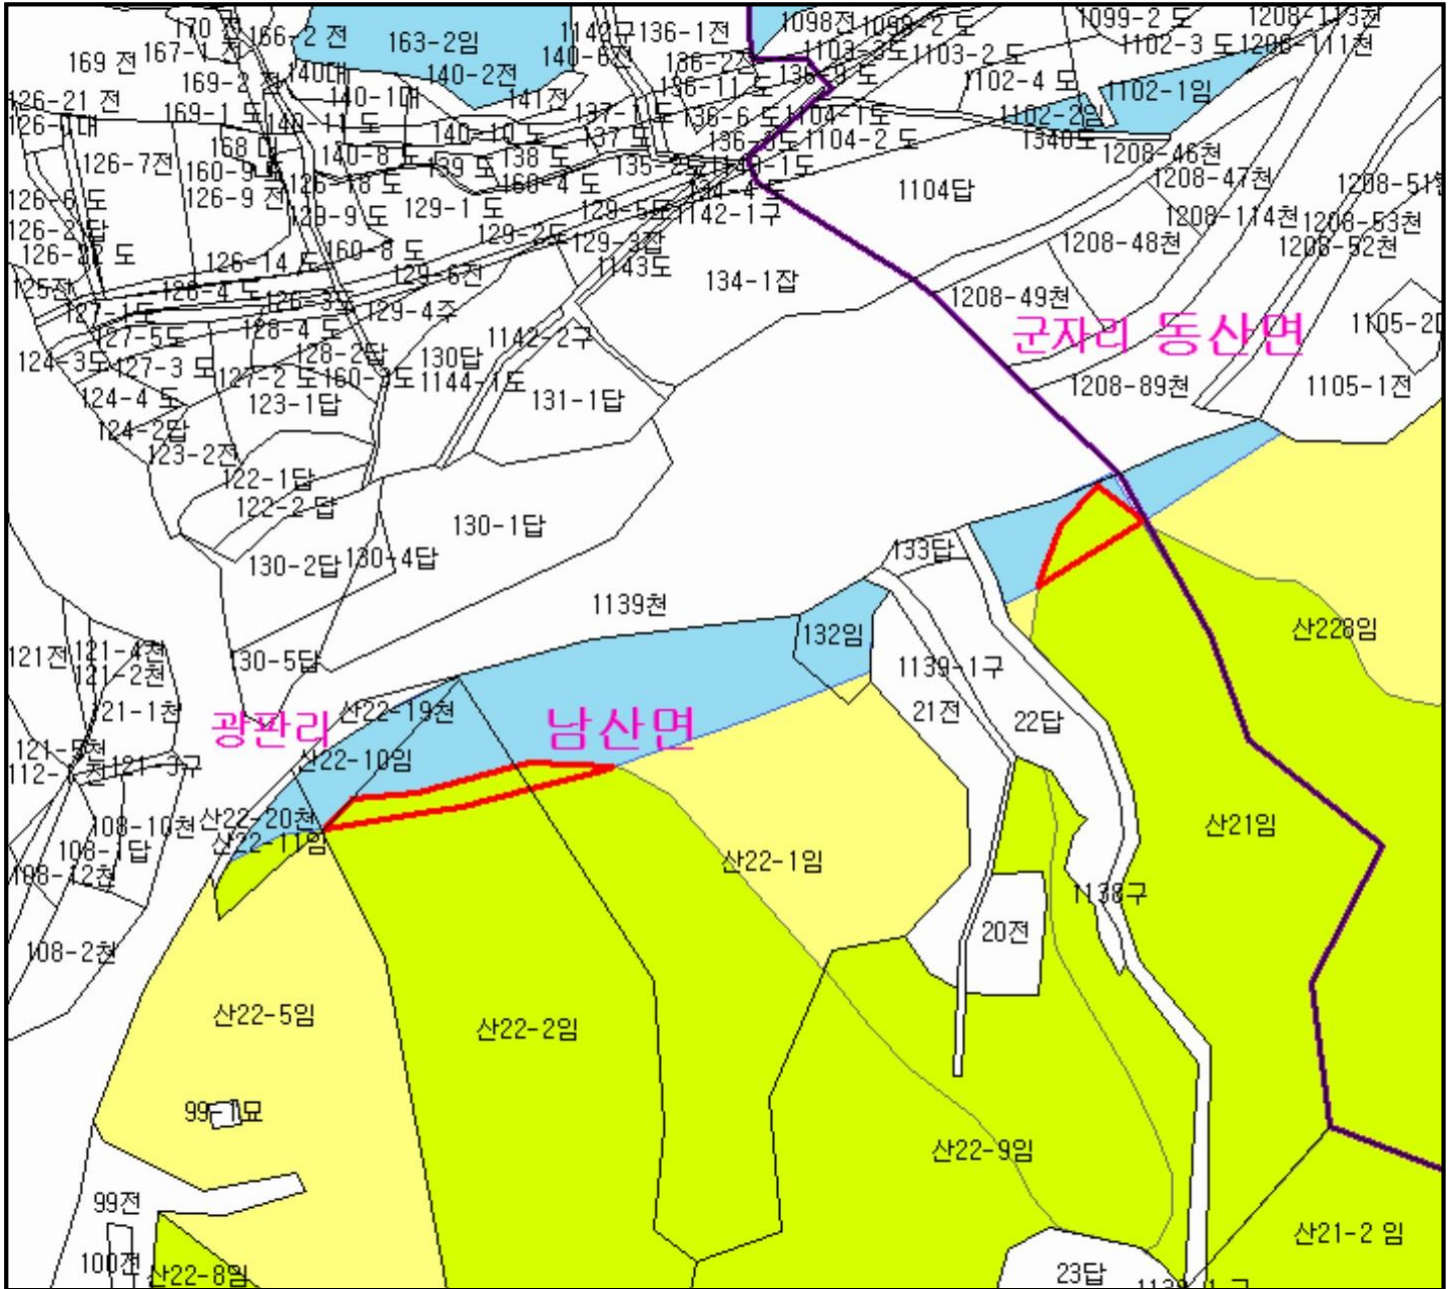 170 전
166-2 전
163-2임
1142구
136-1전
1098전
1099-2 도
1099-2 도
1208-113천
167-1 전
169 전
140-6전
136-2전
1103-3도
1103-2 도
1102-3 도
1208-111천
169-2 전
140대
140-2전
136-11 도
136-9 도
1102-4 도
1102-1임
126-21 전
169-1 도
140-1대
141전
137-1도
136-6 도
1104-1도
1102-2임
140-11 도
140-10 도
137 도
136-3도
1104-2 도
1340도
126-7전
140-8 도
139 도
138 도
1208-46천
160-9 도
126-18 도
160-4 도
1208-47천
126-6 도
126-9 전
129-9 도
129-1 도
129-5도
134-4 도
1142-1구
1104답
1208-114천
1208-53천
126-2답
126-22 도
160-8 도
129-2도
129-3잡
1208-48천
1208-52천
126-14 도
129-6전
1143도
134-1잡
125전
126-4 도
126-3도
129-4주
1208-49천
127-1도
127-5도
128-4 도
1142-2구
군자리 동산면
124-3도
127-3 도
128-2답
130답
127-2 도
160-3도
1144-1도
1208-89천
1105-1전
124-4 도
123-1답
131-1답
124-2답
123-2전
122-1답
122-2 답
130-1답
130-2답
130-4답
133답
1139천
132임
산228임
121전
121-4천
121-2천
130-5답
1139-1구
121-1천
산22-19천
21전
22답
광판리
남산면
121-5천
산22-10임
121-3구
108-10천
산22-20천
산22-11임
산21임
108-1답
산22-1임
108-12천
1138구
20전
108-2천
산22-5임
산22-2임
99-1묘
산22-9임
99전
산21-2 임
100전
산22-8임
23답